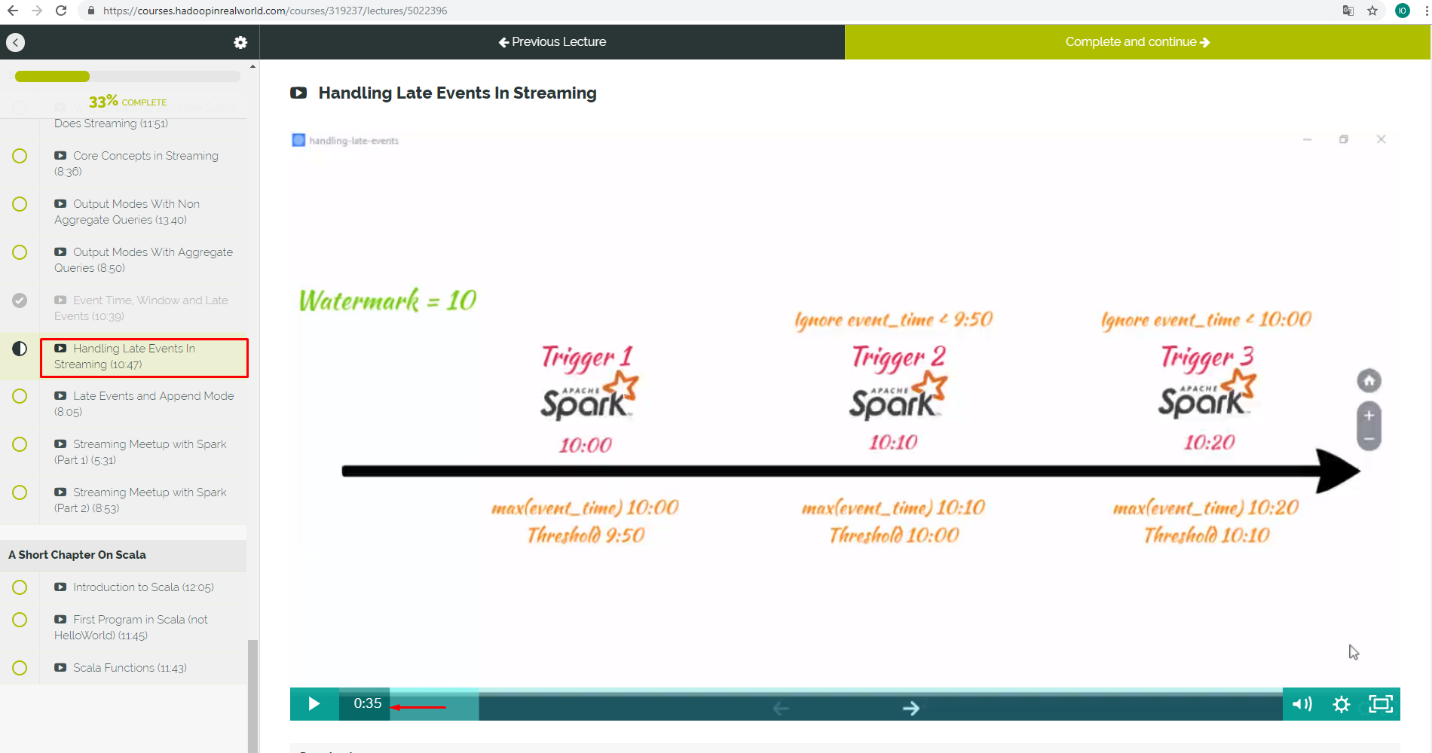 https://courses.hadoopinrealworld.com/courses/319237/lectures/5022396
IO
Previous Lecture
Complete and continue
33% COMPLETE
Does Streaming (11:51)
Core Concepts in Streaming
(8:36)
Output Modes With Non
Aggregate Queries (13:40)
Output Modes With Aggregate
Queries (8:50)
Event Time, Window and Late
Events (10:39)
Handling Late Events In
Streaming (10:47)
Late Events and Append Mode
(8:05)
Streaming Meetup with Spark
(Part 1) (5:31)
Streaming Meetup with Spark
(Part 2) (8:53)
A Short Chapter On Scala
Introduction to Scala (12:05)
First Program in Scala (not
HelloWorld) (11:45)
Scala Functions (11:43)
Handling Late Events In Streaming
handling-late-events
Watermark = 10
Ignore event_time < 9:50
Ignore event_time < 10:00
Trigger 1
Trigger 2
Trigger 3
APACHE
Spark
APACHE
Spark
APACHE
Spark
10:00
10:10
10:20
max(event_time) 10:00
max(event_time) 10:10
max(event_time) 10:20
Threshold 9:50
Threshold 10:00
Threshold 10:10
0:35